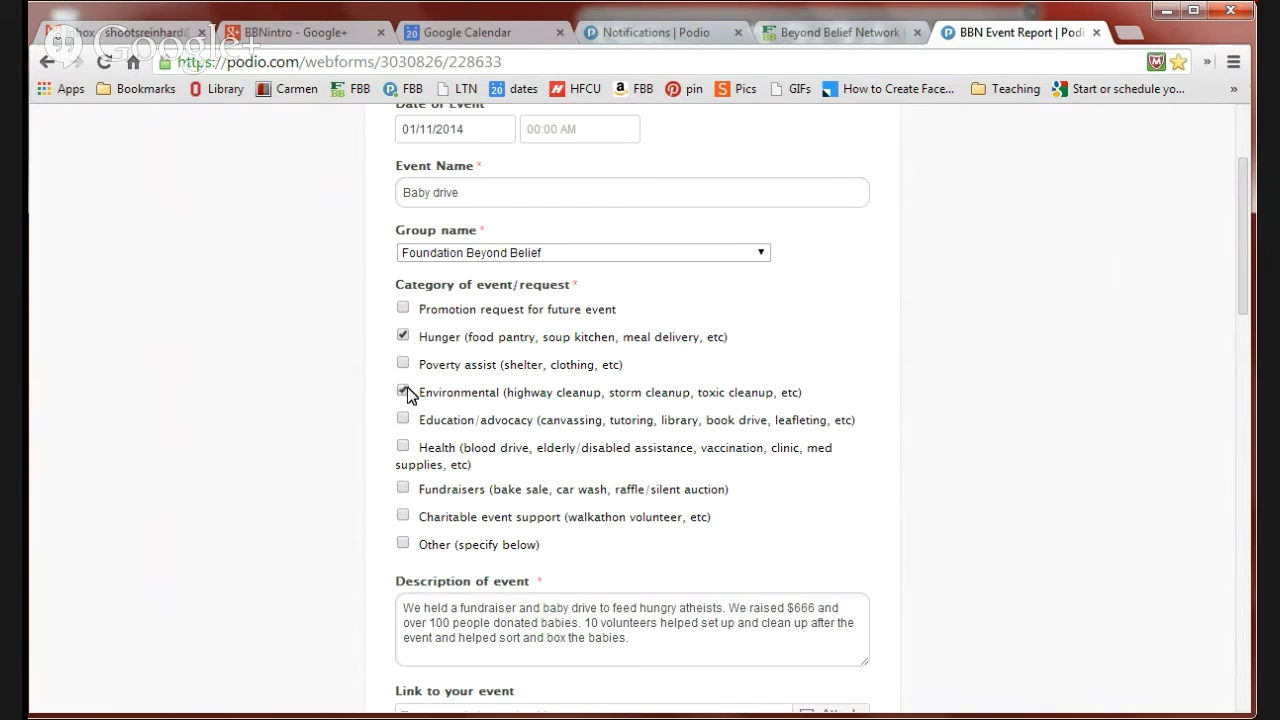 Inbox - shootsreinhard@
BBNintro - Google+
Google Calendar
Notifications | Podio
Beyond Belief Network |
BBN Event Report | Podi
Google+
https://podio.com/webforms/3030826/228633
Apps
Bookmarks
Library
Carmen
FBB
FBB
LTN
20 dates
HFCU
FBB
pin
Pics
GIFs
How to Create Face...
Teaching
Start or schedule yo...
Date of Event
01/11/2014
00:00 AM
Event Name *
Baby drive
Group name *
Foundation Beyond Belief
Category of event/request *
Promotion request for future event
Hunger (food pantry, soup kitchen, meal delivery, etc)
Poverty assist (shelter, clothing, etc)
Environmental (highway cleanup, storm cleanup, toxic cleanup, etc)
Education/advocacy (canvassing, tutoring, library, book drive, leafleting, etc)
Health (blood drive, elderly/disabled assistance, vaccination, clinic, med
supplies, etc)
Fundraisers (bake sale, car wash, raffle/silent auction)
Charitable event support (walkathon volunteer, etc)
Other (specify below)
Description of event *
We held a fundraiser and baby drive to feed hungry atheists. We raised $666 and
over 100 people donated babies. 10 volunteers helped set up and clean up after the
event and helped sort and box the babies.
Link to your event